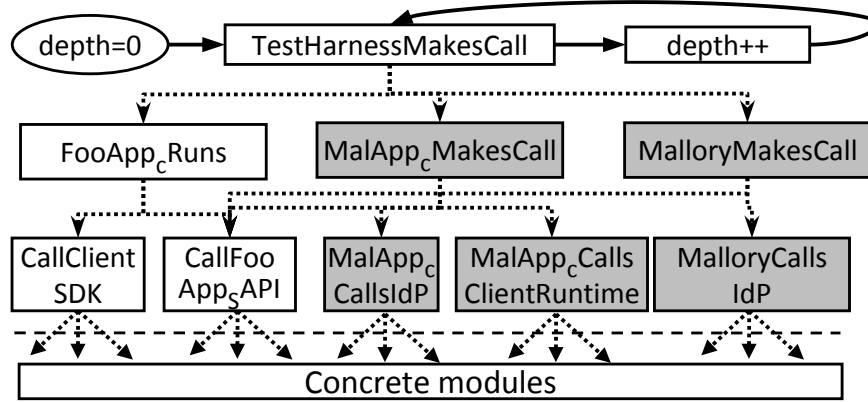 depth=0
TestHarnessMakesCall
depth++
FooApp_cRuns
MalApp_cMakesCall
MalloryMakesCall
CallClient
SDK
CallFoo
App_SAPI
MalApp_c
CallsIdP
MalApp_cCalls
ClientRuntime
MalloryCalls
IdP
Concrete modules